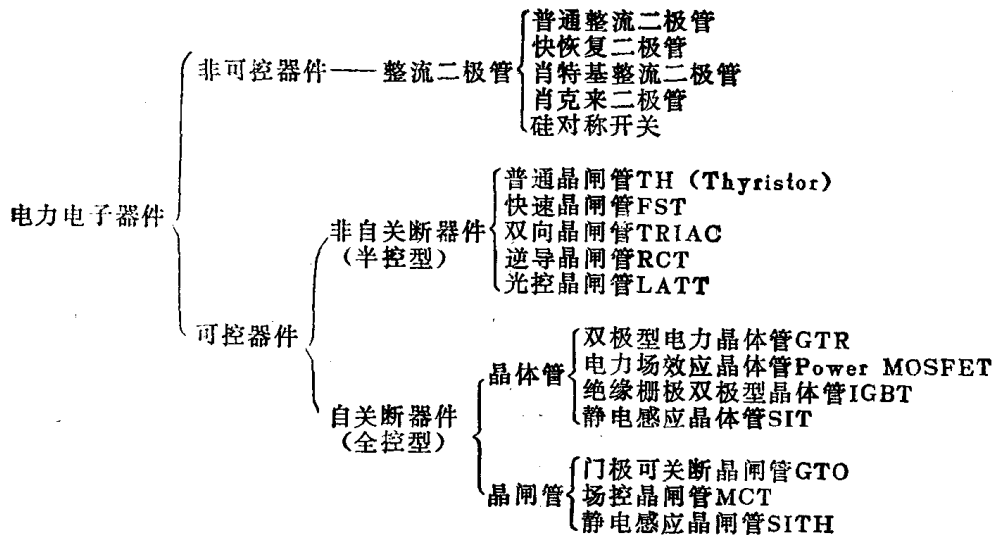 普通整流二极管
快恢复二极管
非可控器件——整流二极管
肖特基整流二极管
肖克来二极管
硅对称开关
电力电子器件
普通晶闸管TH (Thyristor)
快速晶闸管FST
非自关断器件
(半控型)
双向晶闸管TRIAC
逆导晶闸管RCT
光控晶闸管LATT
可控器件
自关断器件
(全控型)
晶体管
双极型电力晶体管GTR
电力场效应晶体管Power MOSFET
绝缘栅极双极型晶体管IGBT
静电感应晶体管SIT
晶闸管
门极可关断晶闸管GTO
场控晶闸管MCT
静电感应晶闸管SITH